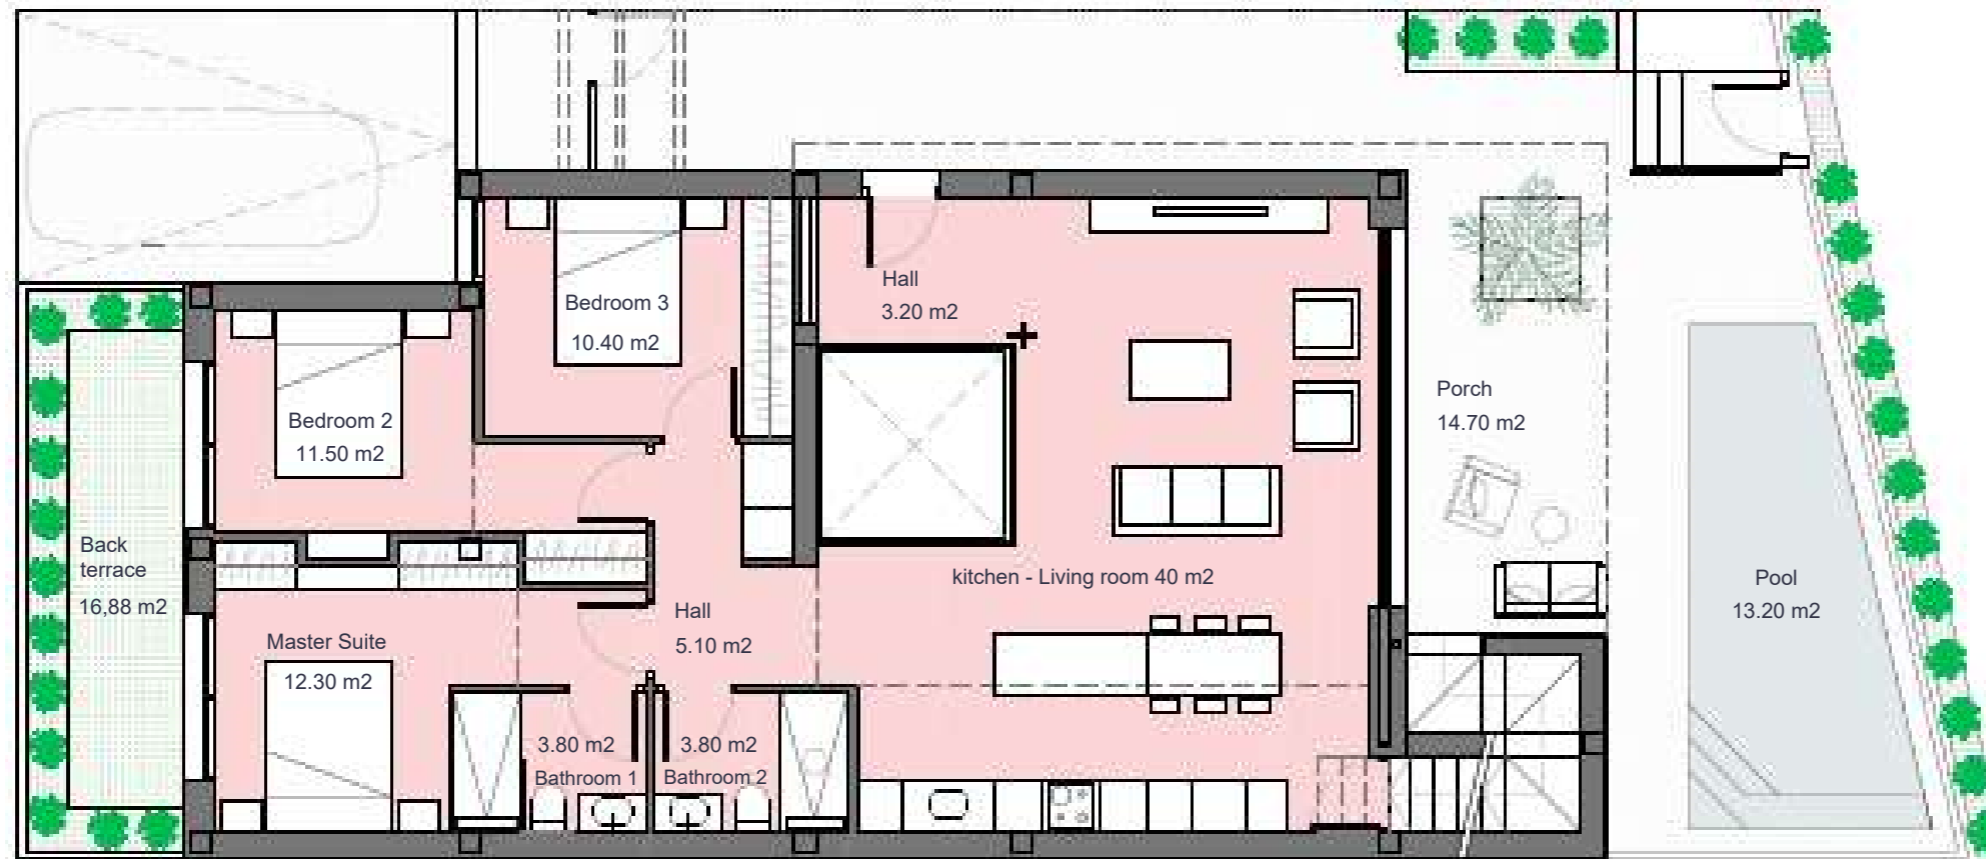 Hall
3.20 m2
Bedroom 3
10.40 m2
Bedroom 2
11.50 m2
Porch
14.70 m2
Back
terrace
16,88 m2
kitchen - Living room 40 m2
Pool
13.20 m2
Hall
5.10 m2
Master Suite
12.30 m2
3.80 m2
Bathroom 1
3.80 m2
Bathroom 2